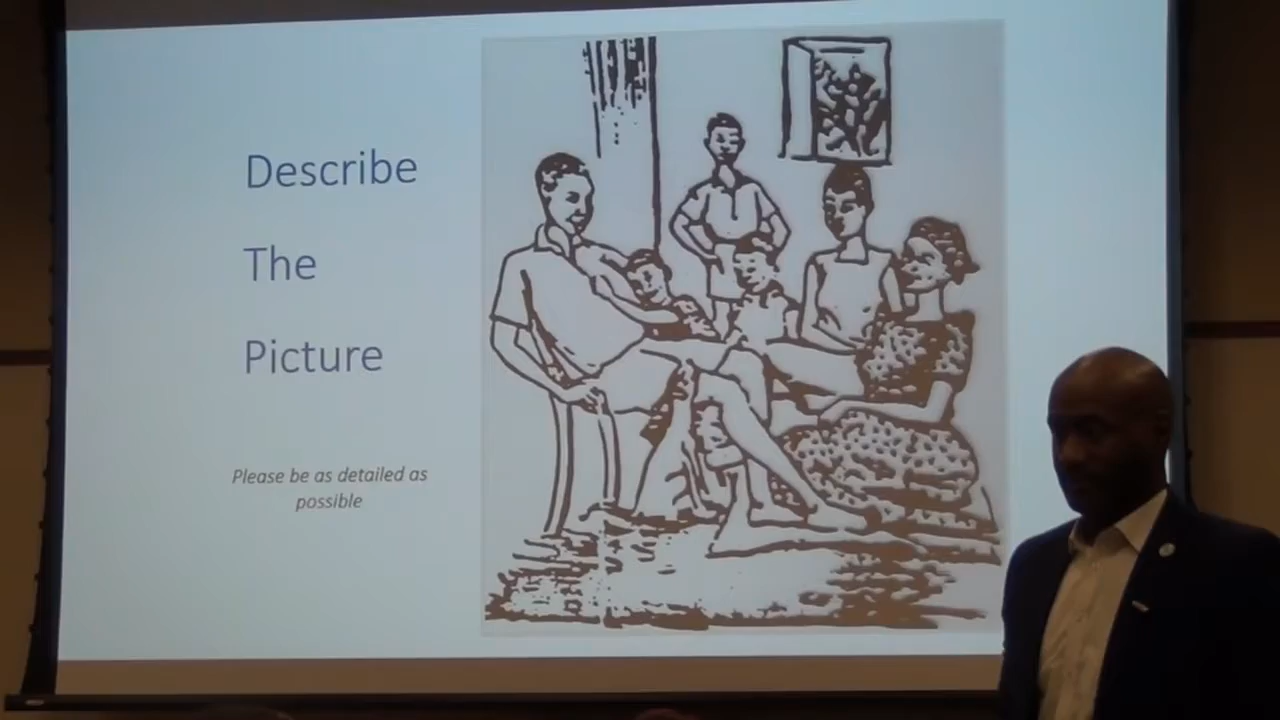 Describe
The
Picture
Please be as detailed as
possible